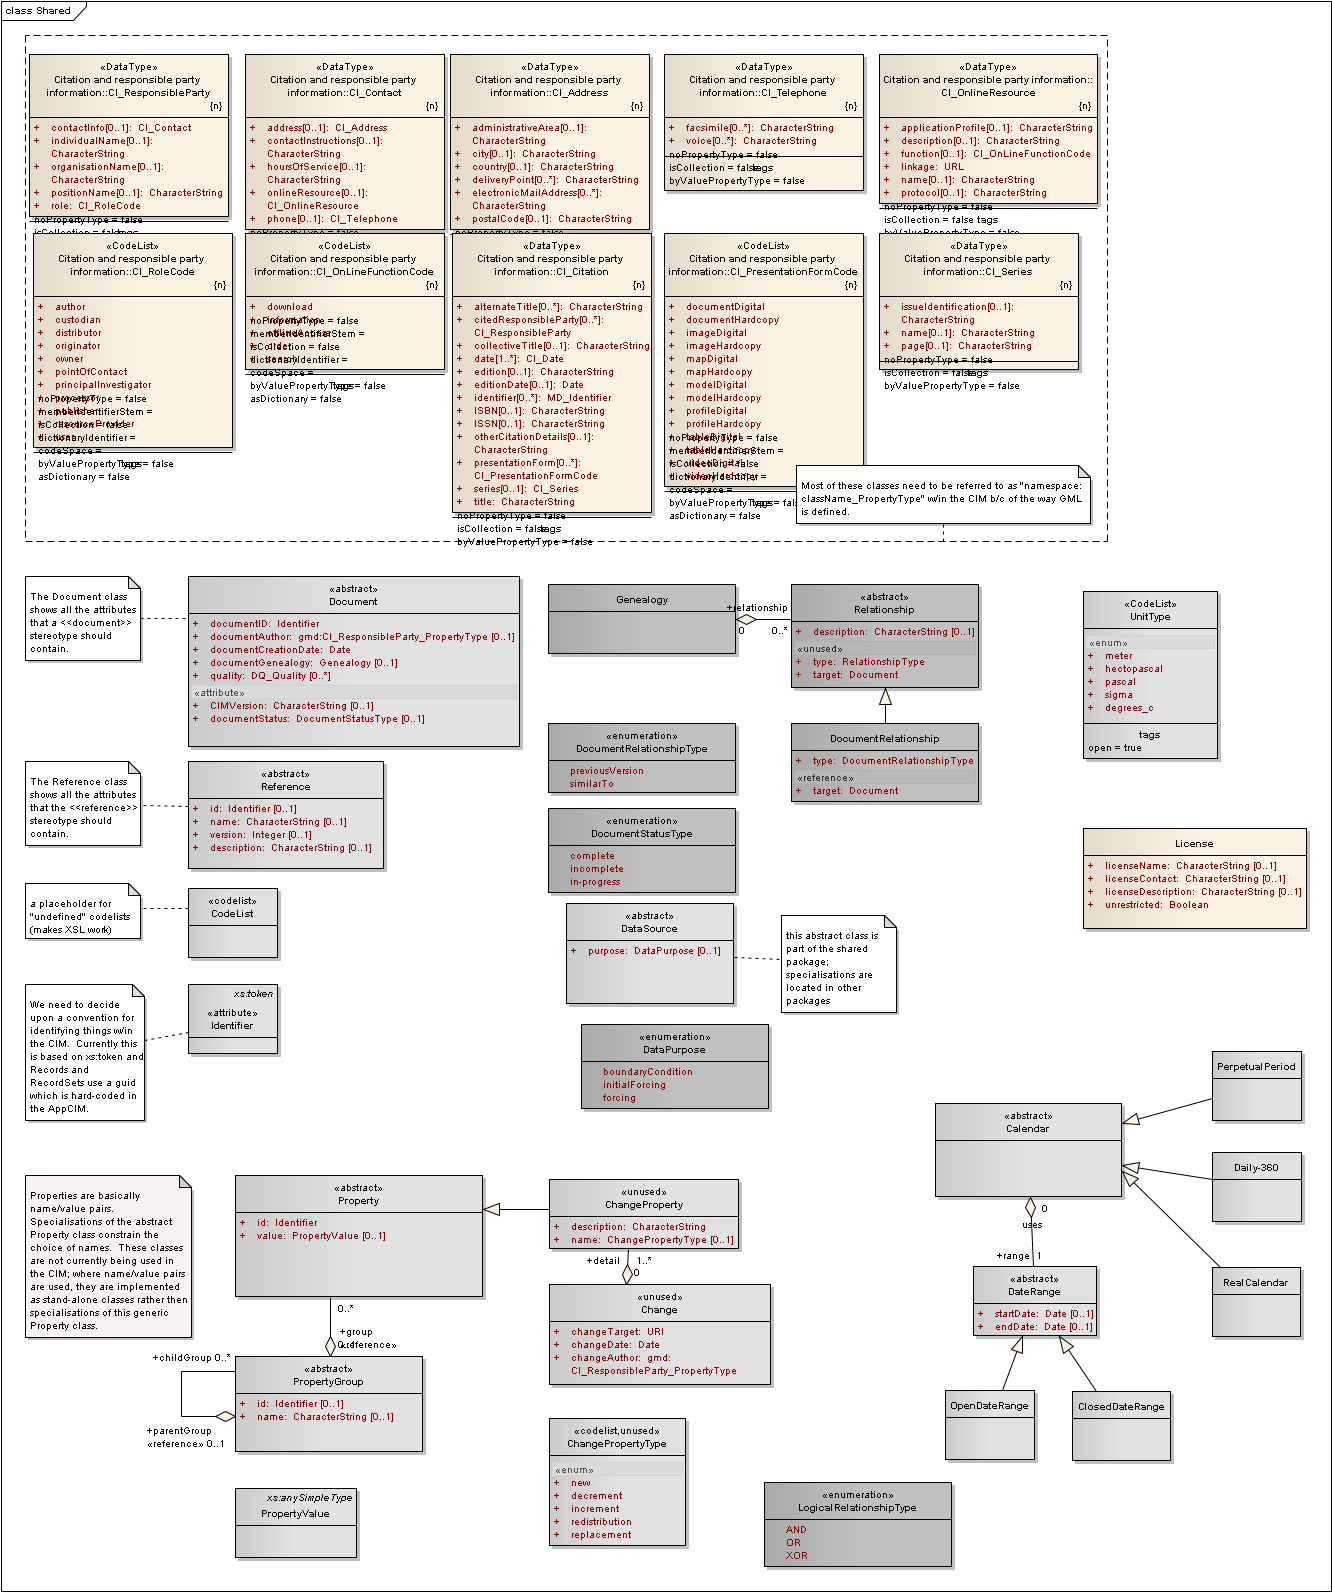 class Shared
«DataType»
Citation and responsible party
information::CI_ResponsibleParty
{n}
+ contactInfo[0..1]: CI_Contact
+ individualName[0..1]:
CharacterString
+ organisationName[0..1]:
CharacterString
+ positionName[0..1]: CharacterString
+ role: CI_RoleCode
noPropertyType = false
«DataType»
Citation and responsible party
information::CI_Contact
{n}
+ address[0..1]: CI_Address
+ contactInstructions[0..1]:
CharacterString
+ hoursOfService[0..1]:
CharacterString
+ onlineResource[0..1]:
CI_OnlineResource
+ phone[0..1]: CI_Telephone
«DataType»
Citation and responsible party
information::CI_Address
{n}
+ administrativeArea[0..1]:
CharacterString
+ city[0..1]: CharacterString
+ country[0..1]: CharacterString
+ deliveryPoint[0..*]: CharacterString
+ electronicMailAddress[0..*]:
CharacterString
+ postalCode[0..1]: CharacterString
«DataType»
Citation and responsible party
information::CI_Telephone
{n}
+ facsimile[0..*]: CharacterString
+ voice[0..*]: CharacterString
noPropertyType = false
isCollection = false tags
byValuePropertyType = false
«DataType»
Citation and responsible party information::
CI_OnlineResource
{n}
+ applicationProfile[0..1]: CharacterString
+ description[0..1]: CharacterString
+ function[0..1]: CI_OnLineFunctionCode
+ linkage: URL
+ name[0..1]: CharacterString
+ protocol[0..1]: CharacterString
noPropertyType = false
isCollection = false tags
byValuePropertyType = false
«CodeList»
Citation and responsible party
information::CI_RoleCode
{n}
+ author
+ custodian
+ distributor
+ originator
+ owner
+ pointOfContact
+ principalInvestigator
noPropertyType = false
memberIdentifierStem =
isCollection = false
dictionaryIdentifier =
codeSpace =
byValuePropertyType = false
asDictionary = false
«CodeList»
Citation and responsible party
information::CI_OnLineFunctionCode
{n}
+ download
noPropertyType = false
memberIdentifierStem =
isCollection = false
dictionaryIdentifier =
codeSpace =
byValuePropertyType = false
asDictionary = false
«DataType»
Citation and responsible party
information::CI_Citation
{n}
+ alternateTitle[0..*]: CharacterString
+ citedResponsibleParty[0..*]:
CI_ResponsibleParty
+ collectiveTitle[0..1]: CharacterString
+ date[1..*]: CI_Date
+ edition[0..1]: CharacterString
+ editionDate[0..1]: Date
+ identifier[0..*]: MD_Identifier
+ ISBN[0..1]: CharacterString
+ ISSN[0..1]: CharacterString
+ otherCitationDetails[0..1]:
CharacterString
+ presentationForm[0..*]:
CI_PresentationFormCode
+ series[0..1]: CI_Series
+ title: CharacterString
noPropertyType = false
isCollection = false tags
byValuePropertyType = false
«CodeList»
Citation and responsible party
information::CI_PresentationFormCode
{n}
+ documentDigital
+ documentHardcopy
+ imageDigital
+ imageHardcopy
+ mapDigital
+ mapHardcopy
+ modelDigital
+ modelHardcopy
+ profileDigital
+ profileHardcopy
noPropertyType = false
memberIdentifierStem =
isCollection = false
dictionaryIdentifier =
codeSpace =
asDictionary = false
«DataType»
Citation and responsible party
information::CI_Series
{n}
+ issueIdentification[0..1]:
CharacterString
+ name[0..1]: CharacterString
+ page[0..1]: CharacterString
noPropertyType = false
isCollection = false tags
byValuePropertyType = false
Most of these classes need to be referred to as "namespace:
className_PropertyType" w/in the CIM b/c of the way GML
is defined.
The Document class
shows all the attributes
that a <<document>>
stereotype should
contain.
«abstract»
Document
+ documentID: Identifier
+ documentAuthor: gmd:CI_ResponsibleParty_PropertyType [0..1]
+ documentCreationDate: Date
+ documentGenealogy: Genealogy [0..1]
+ quality: DQ_Quality [0..*]
«attribute»
+ CIMVersion: CharacterString [0..1]
+ documentStatus: DocumentStatusType [0..1]
Genealogy
+relationship
0
0..*
«abstract»
Relationship
+ description: CharacterString [0..1]
«unused»
+ type: RelationshipType
+ target: Document
«CodeList»
UnitType
«enum»
+ meter
+ hectopascal
+ pascal
+ sigma
+ degrees_c
tags
open = true
«enumeration»
DocumentRelationshipType
previousVersion
similarTo
DocumentRelationship
+ type: DocumentRelationshipType
«reference»
+ target: Document
The Reference class
shows all the attributes
that the <<reference>>
stereotype should
contain.
«abstract»
Reference
+ id: Identifier [0..1]
+ name: CharacterString [0..1]
+ version: Integer [0..1]
+ description: CharacterString [0..1]
«enumeration»
DocumentStatusType
complete
incomplete
in-progress
License
+ licenseName: CharacterString [0..1]
+ licenseContact: CharacterString [0..1]
+ licenseDescription: CharacterString [0..1]
+ unrestricted: Boolean
a placeholder for
"undefined" codelists
(makes XSL work)
«codelist»
CodeList
«abstract»
DataSource
+ purpose: DataPurpose [0..1]
this abstract class is
part of the shared
package;
specialisations are
located in other
packages
We need to decide
upon a convention for
identifying things w/in
the CIM. Currently this
is based on xs:token and
Records and
RecordSets use a guid
which is hard-coded in
the AppCIM.
xs:token
«attribute»
Identifier
«enumeration»
DataPurpose
boundaryCondition
initialForcing
forcing
PerpetualPeriod
«abstract»
Calendar
Daily-360
RealCalendar
0
uses
+range 1
«abstract»
DateRange
+ startDate: Date [0..1]
+ endDate: Date [0..1]
OpenDateRange
ClosedDateRange
Properties are basically
name/value pairs.
Specialisations of the abstract
Property class constrain the
choice of names. These classes
are not currently being used in
the CIM; where name/value pairs
are used, they are implemented
as stand-alone classes rather then
specialisations of this generic
Property class.
«abstract»
Property
+ id: Identifier
+ value: PropertyValue [0..1]
«unused»
ChangeProperty
+ description: CharacterString
+ name: ChangePropertyType [0..1]
+detail 1..*
0
«unused»
Change
+ changeTarget: URI
+ changeDate: Date
+ changeAuthor: gmd:
CI_ResponsibleParty_PropertyType
0..*
+group
«reference»
+childGroup 0..*
«abstract»
PropertyGroup
+ id: Identifier [0..1]
+ name: CharacterString [0..1]
+parentGroup
«reference» 0..1
«codelist,unused»
ChangePropertyType
«enum»
+ new
+ decrement
+ increment
+ redistribution
+ replacement
xs:anySimpleType
PropertyValue
«enumeration»
LogicalRelationshipType
AND
OR
XOR